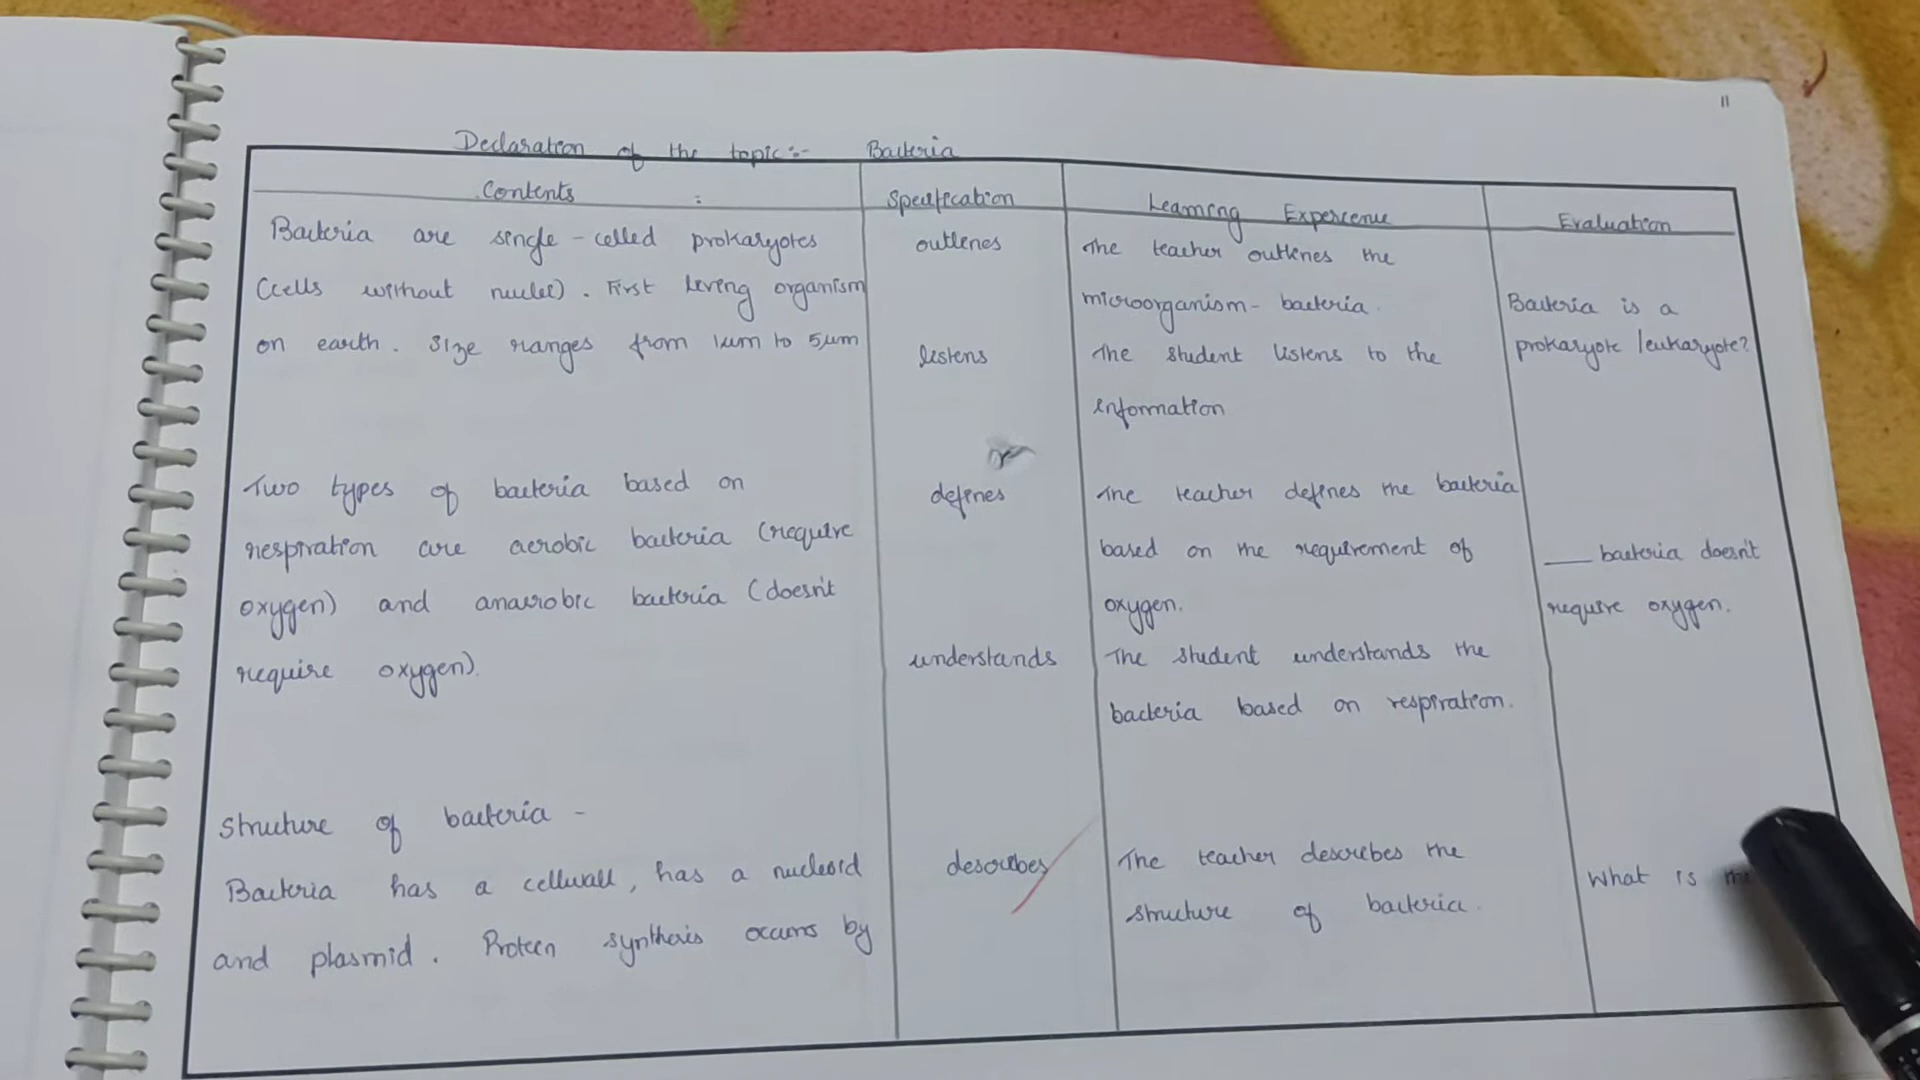 11
Declaration of the topic:- Bacteria
Contents :
Bacteria are single-celled prokaryotes
(cells without nuclei). First living organism
on earth. Size ranges from 1um to 5um
Two types of bacteria based on
respiration are aerobic bacteria (require
oxygen) and anaerobic bacteria (doesn't
require oxygen).
Structure of bacteria -
Bacteria has a cellwall, has a nucleoid
and plasmid. Protein synthesis occurs by
Specification
outlines
listens
defines
understands
describes
Learning Experience
The teacher outlines the
microorganism - bacteria.
The student listens to the
information
The teacher defines the bacteria
based on the requirement of
oxygen.
The student understands the
bacteria based on respiration.
The teacher describes the
structure of bacteria.
Evaluation
Bacteria is a
prokaryote /eukaryote?
___ bacteria doesn't
require oxygen.
What is